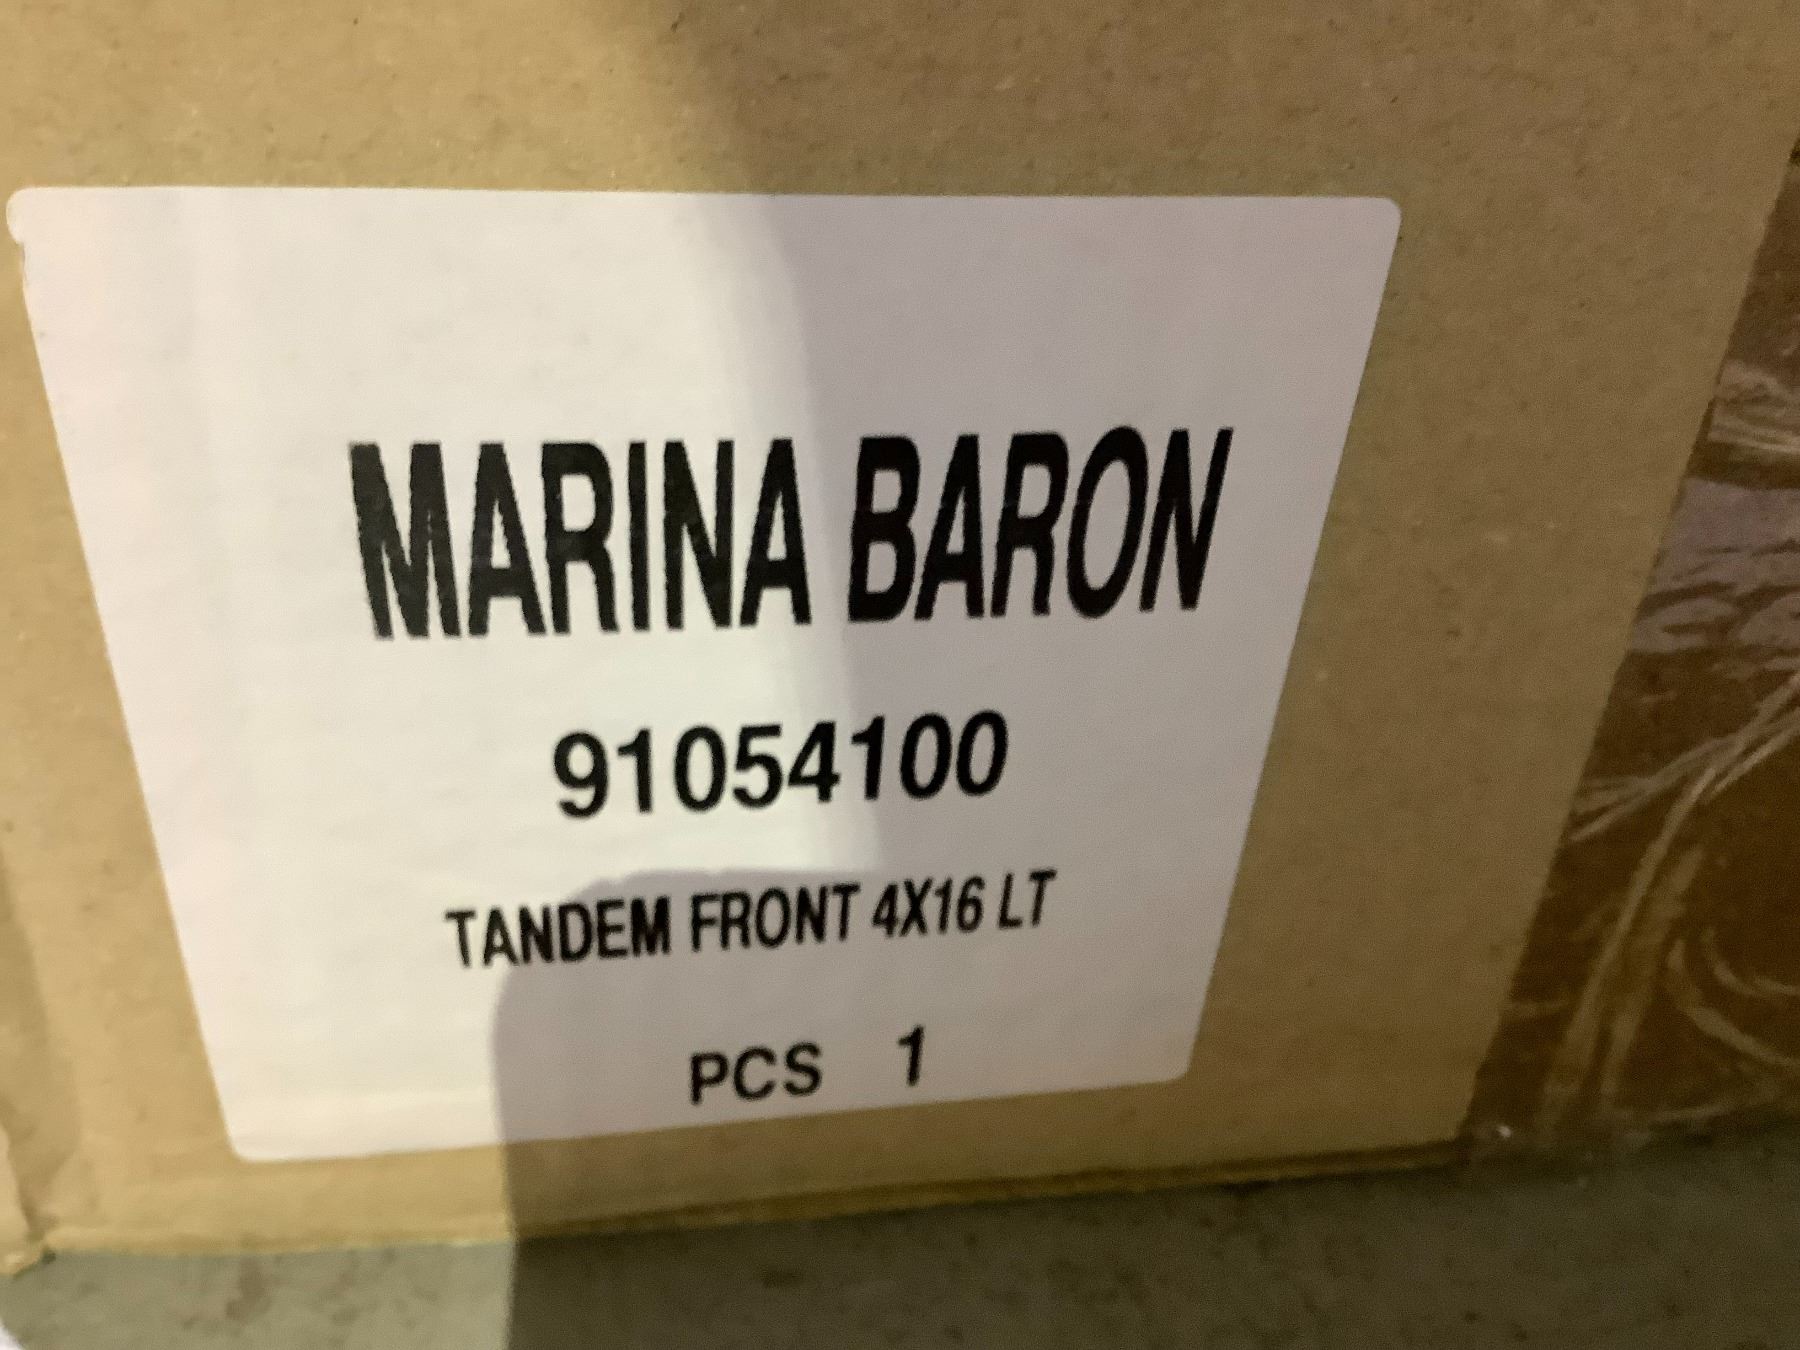 MARINA BARON
91054100
TANDEM FRONT 4X16 LT
PCS 1